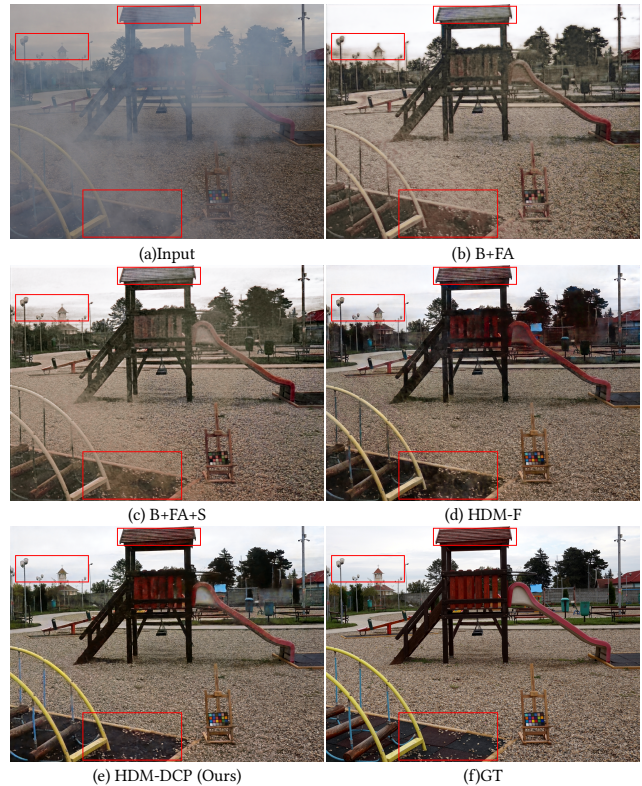 (a)Input
(b) B+FA
(c) B+FA+S
(d) HDM-F
(e) HDM-DCP (Ours)
(f)GT